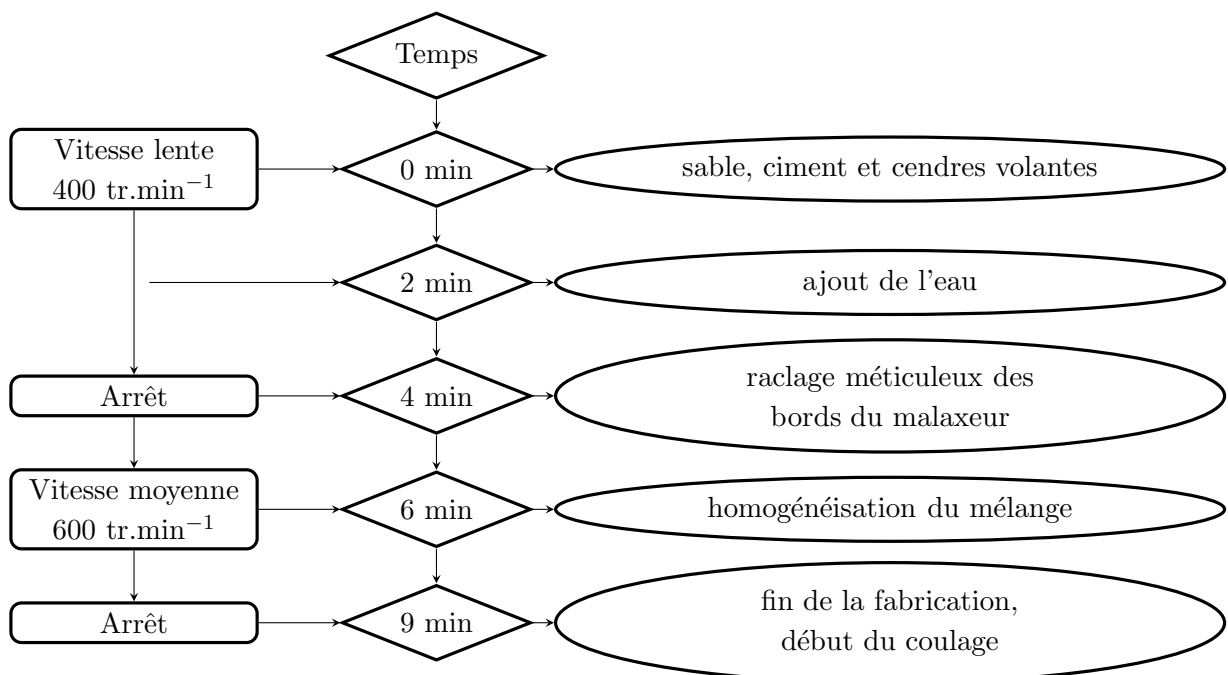 Temps
Vitesse lente
400 tr.min⁻¹
0 min
sable, ciment et cendres volantes
2 min
ajout de l'eau
Arrêt
4 min
raclage méticuleux des
bords du malaxeur
Vitesse moyenne
600 tr.min⁻¹
6 min
homogénéisation du mélange
Arrêt
9 min
fin de la fabrication,
début du coulage